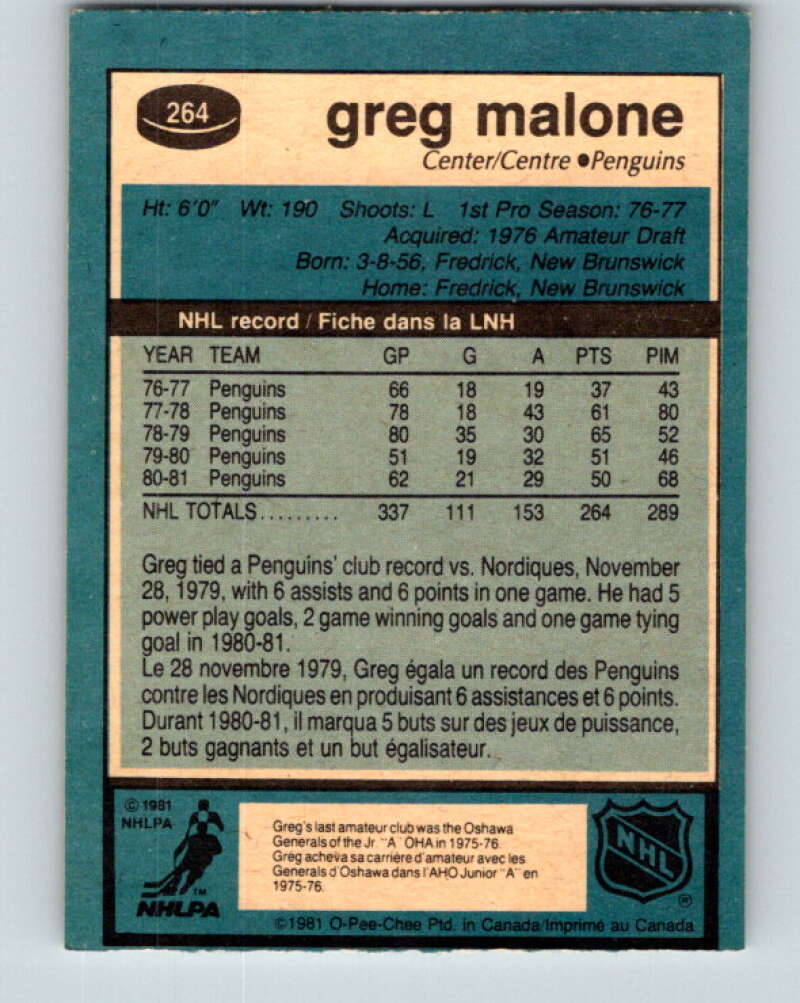 264
greg malone
Center/Centre ●Penguins
Ht: 6'0" Wt: 190 Shoots: L 1st Pro Season: 76-77
Acquired: 1976 Amateur Draft
Born: 3-8-56, Fredrick, New Brunswick
Home: Fredrick, New Brunswick
NHL record / Fiche dans la LNH
YEAR TEAM GP G A PTS PIM
76-77 Penguins 66 18 19 37 43
77-78 Penguins 78 18 43 61 80
78-79 Penguins 80 35 30 65 52
79-80 Penguins 51 19 32 51 46
80-81 Penguins 62 21 29 50 68
NHL TOTALS......... 337 111 153 264 289
Greg tied a Penguins' club record vs. Nordiques, November
28, 1979, with 6 assists and 6 points in one game. He had 5
power play goals, 2 game winning goals and one game tying
goal in 1980-81.
Le 28 novembre 1979, Greg égala un record des Penguins
contre les Nordiques en produisant 6 assistances et 6 points.
Durant 1980-81, il marqua 5 buts sur des jeux de puissance,
2 buts gagnants et un but égalisateur.
© 1981
NHLPA
TM
NHLPA
Greg's last amateur club was the Oshawa
Generals of the Jr. "A" OHA in 1975-76.
Greg acheva sa carrière d'amateur avec les
Generals d'Oshawa dans l'AHO Junior "A" en
1975-76.
NHL
®
©1981 O-Pee-Chee Ptd. in Canada/Imprimé au Canada